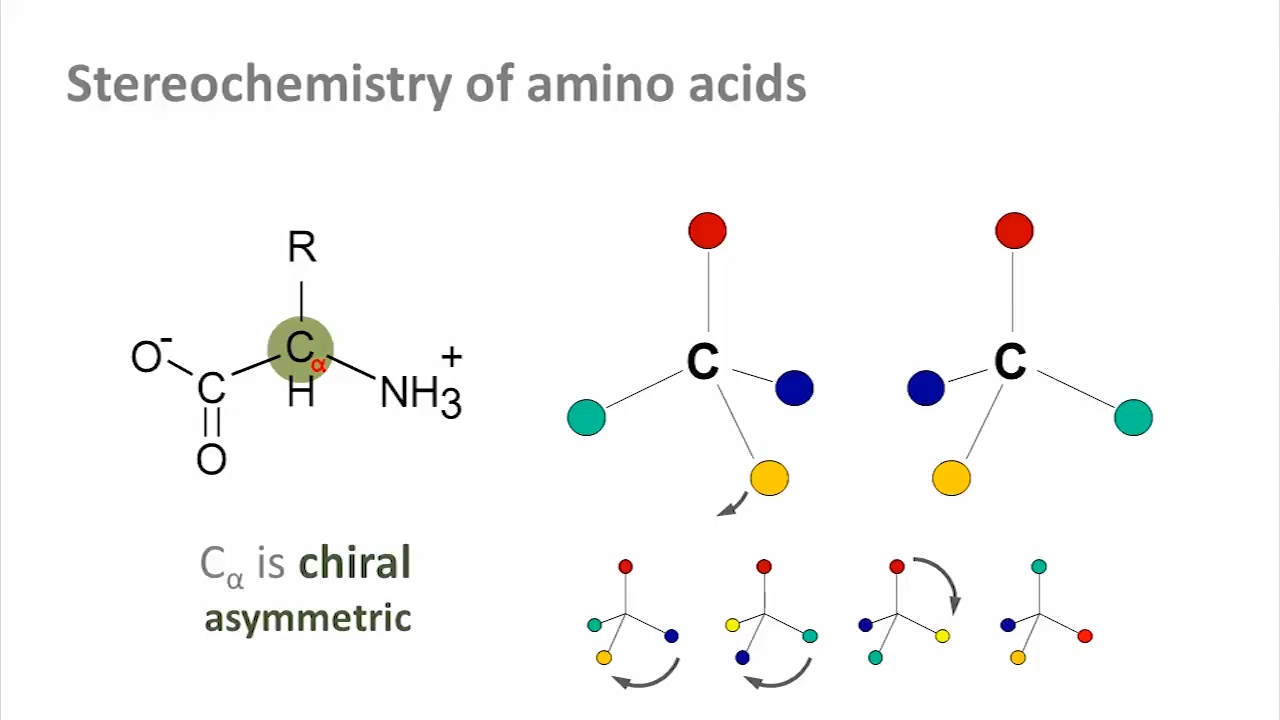 Stereochemistry of amino acids
R
O⁻ C Cα NH₃⁺
H
O
C
C
Cα is chiral
asymmetric